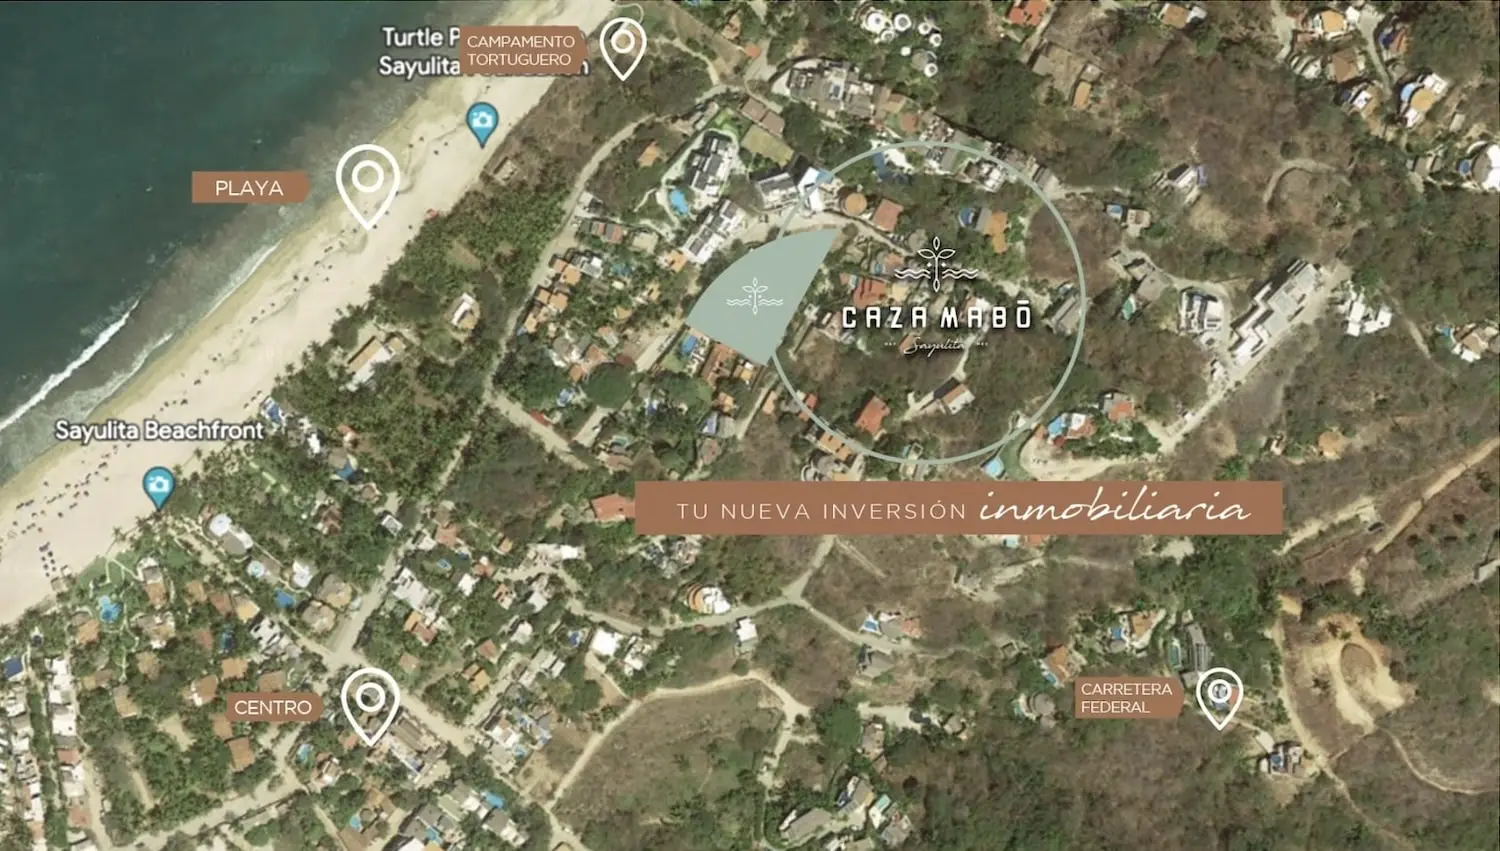 Turtle P
Sayulita
CAMPAMENTO
TORTUGUERO
PLAYA
CAZA MABŌ
Sayulita
Sayulita Beachfront
TU NUEVA INVERSIÓN inmobiliaria
CENTRO
CARRETERA
FEDERAL